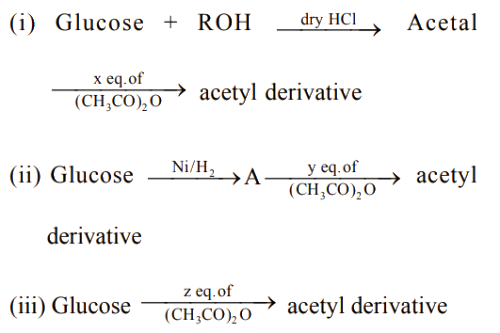 (i) Glucose + ROH dry HCl → Acetal
x eq.of (CH₃CO)₂O → acetyl derivative
(ii) Glucose Ni/H₂ → A y eq.of (CH₃CO)₂O → acetyl
derivative
(iii) Glucose z eq.of (CH₃CO)₂O → acetyl derivative